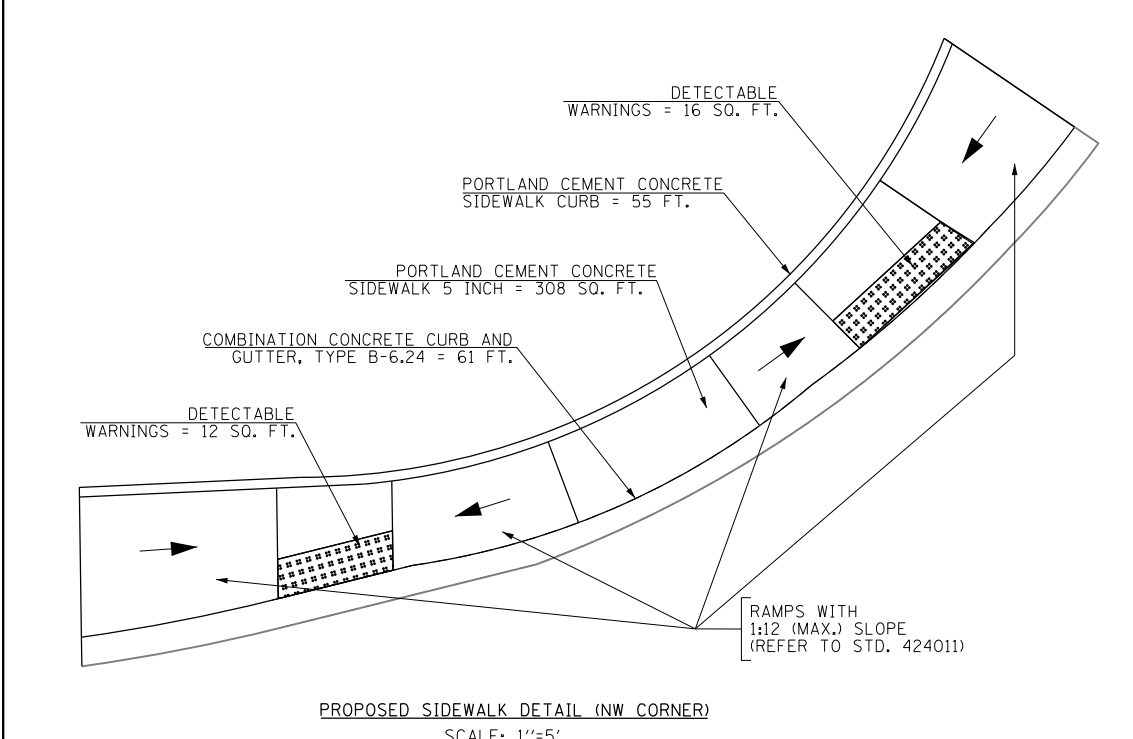 DETECTABLE
WARNINGS = 16 SQ. FT.
PORTLAND CEMENT CONCRETE
SIDEWALK CURB = 55 FT.
PORTLAND CEMENT CONCRETE
SIDEWALK 5 INCH = 308 SQ. FT.
COMBINATION CONCRETE CURB AND
GUTTER, TYPE B-6.24 = 61 FT.
DETECTABLE
WARNINGS = 12 SQ. FT.
RAMPS WITH
1:12 (MAX.) SLOPE
(REFER TO STD. 424011)
PROPOSED SIDEWALK DETAIL (NW CORNER)
SCALE: 1''=5'